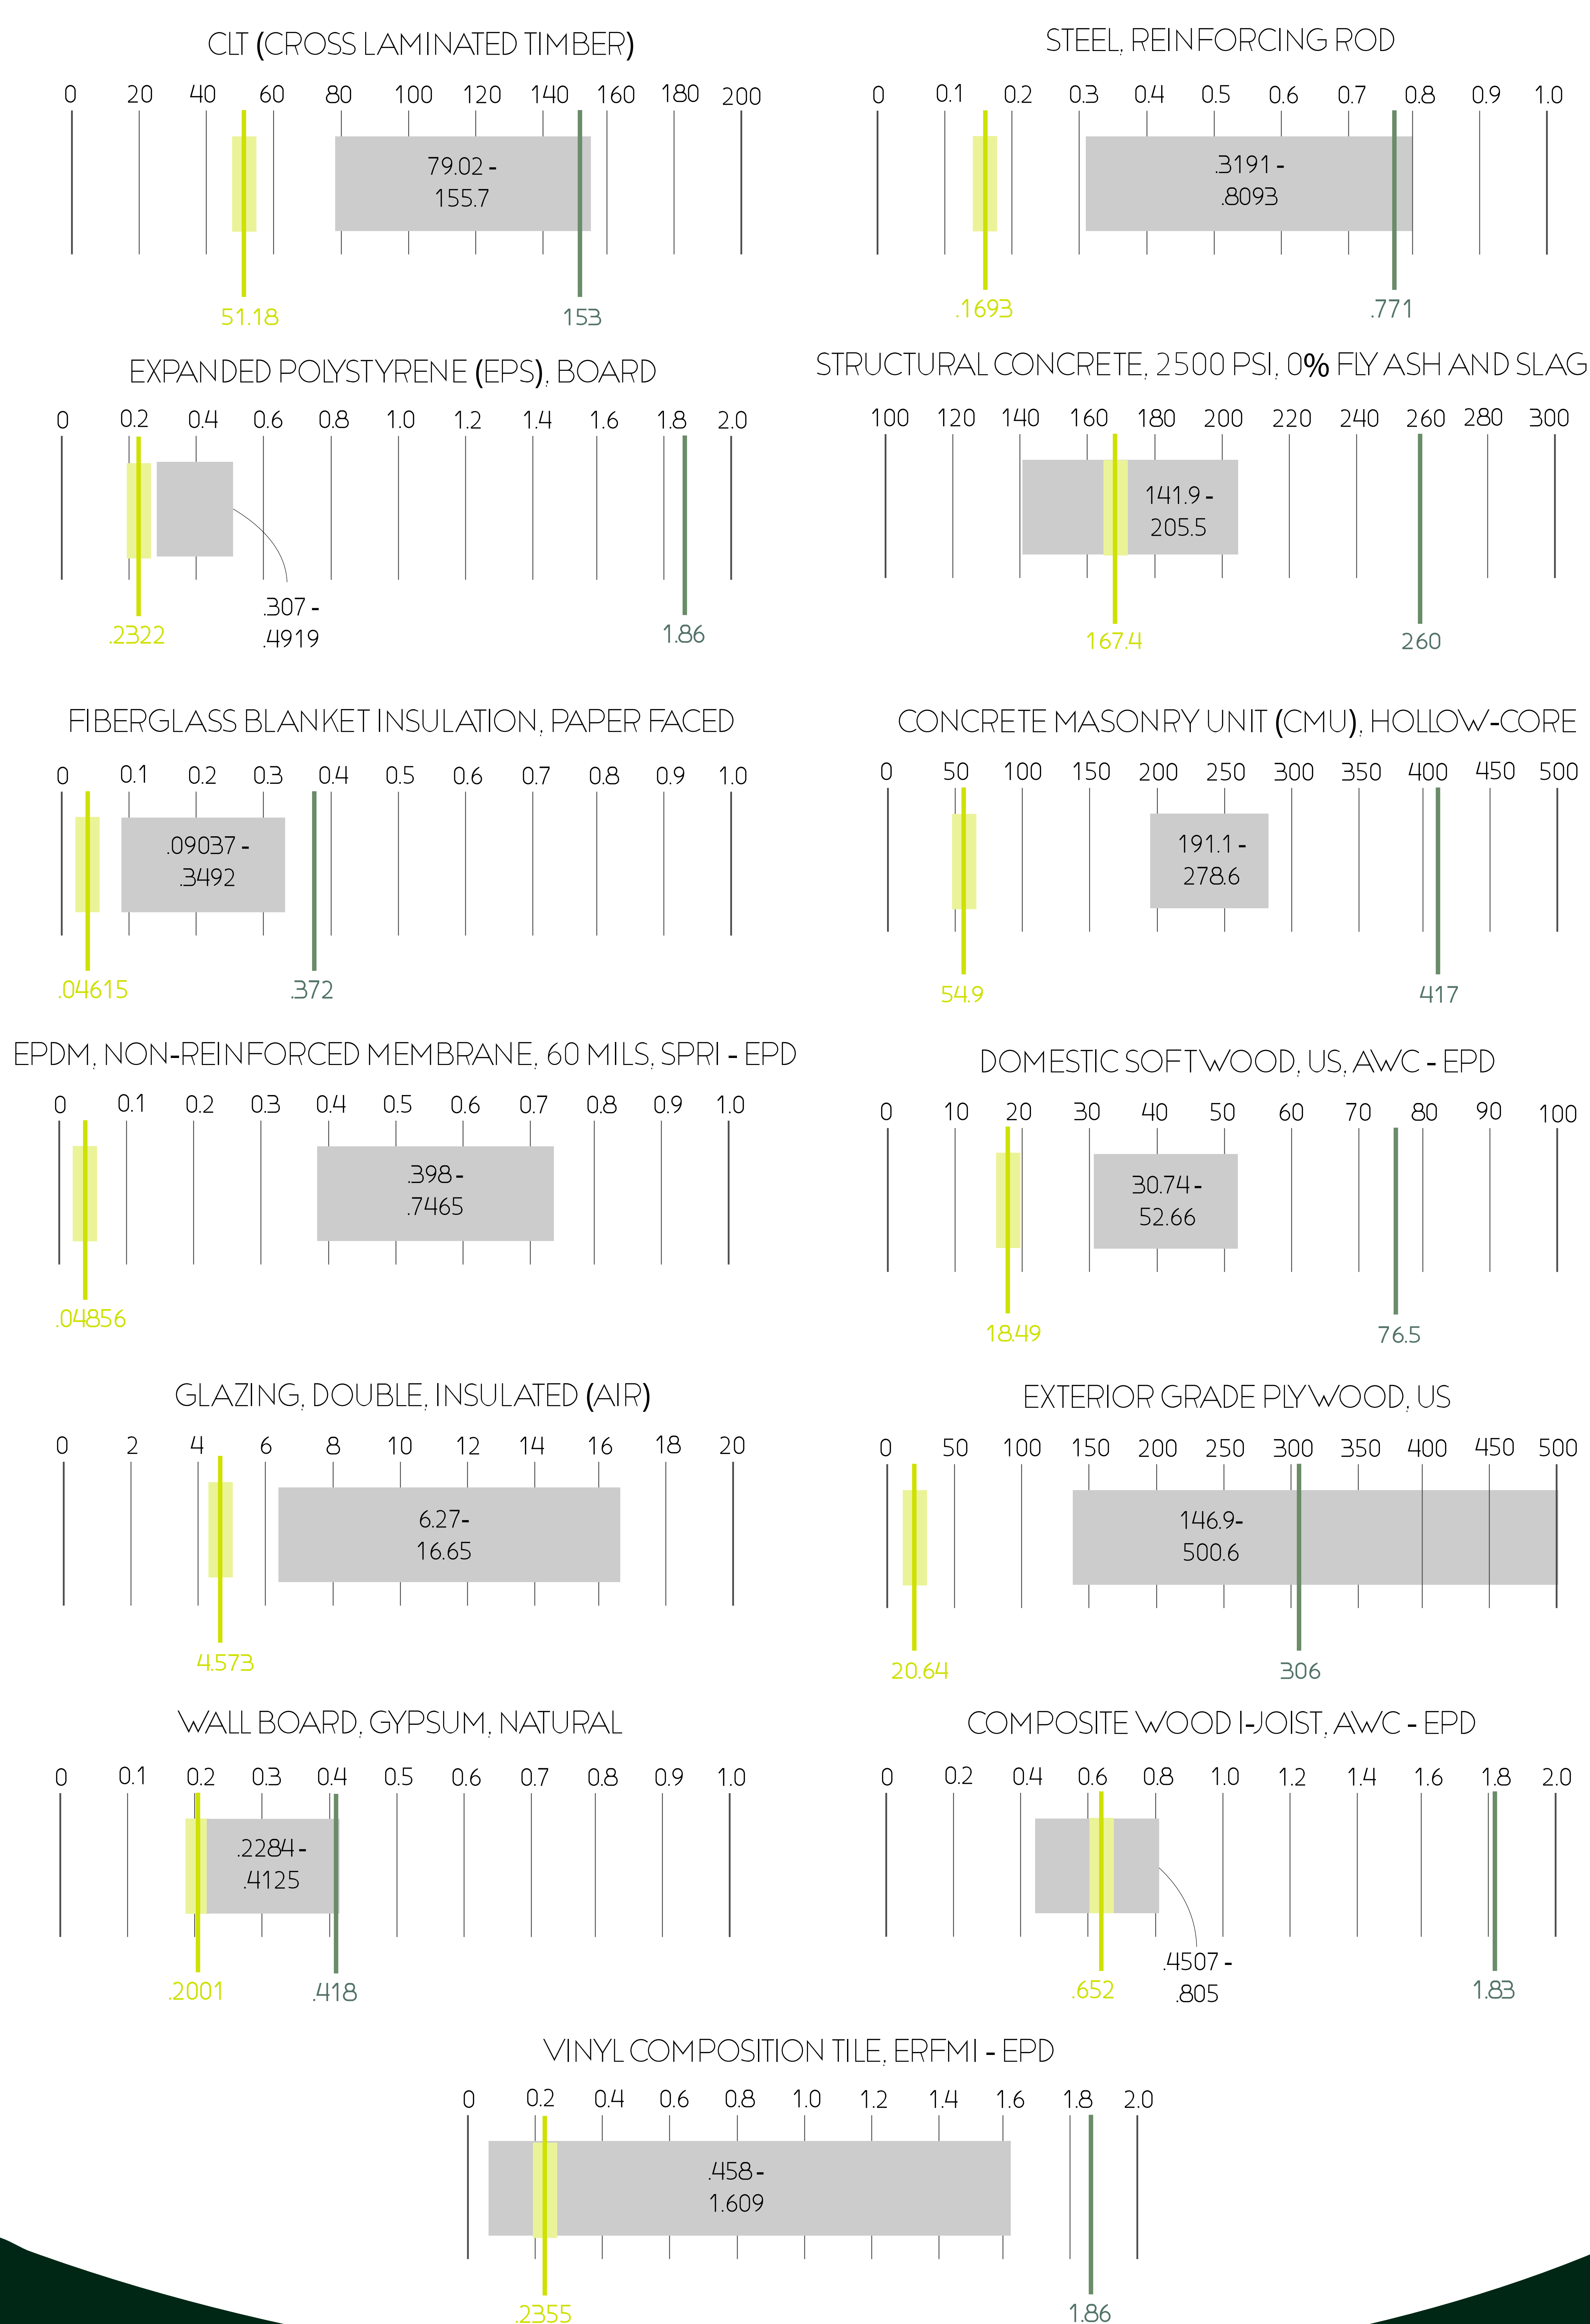 CLT (CROSS LAMINATED TIMBER)
0 20 40 60 80 100 120 140 160 180 200
79.02 -
155.7
51.18
153
STEEL, REINFORCING ROD
0 0.1 0.2 0.3 0.4 0.5 0.6 0.7 0.8 0.9 1.0
.3191 -
.8093
.1693
.771
EXPANDED POLYSTYRENE (EPS), BOARD
0 0.2 0.4 0.6 0.8 1.0 1.2 1.4 1.6 1.8 2.0
.307 -
.4919
.2322
1.86
STRUCTURAL CONCRETE, 2500 PSI, 0% FLY ASH AND SLAG
100 120 140 160 180 200 220 240 260 280 300
141.9 -
205.5
167.4
260
FIBERGLASS BLANKET INSULATION, PAPER FACED
0 0.1 0.2 0.3 0.4 0.5 0.6 0.7 0.8 0.9 1.0
.09037 -
.3492
.04615
.372
CONCRETE MASONRY UNIT (CMU), HOLLOW-CORE
0 50 100 150 200 250 300 350 400 450 500
191.1 -
278.6
54.9
417
EPDM, NON-REINFORCED MEMBRANE, 60 MILS, SPRI - EPD
0 0.1 0.2 0.3 0.4 0.5 0.6 0.7 0.8 0.9 1.0
.398-
.7465
.04856
DOMESTIC SOFTWOOD, US, AWC - EPD
0 10 20 30 40 50 60 70 80 90 100
30.74 -
52.66
18.49
76.5
GLAZING, DOUBLE, INSULATED (AIR)
0 2 4 6 8 10 12 14 16 18 20
6.27-
16.65
4.573
EXTERIOR GRADE PLYWOOD, US
0 50 100 150 200 250 300 350 400 450 500
146.9-
500.6
20.64
306
WALL BOARD, GYPSUM, NATURAL
0 0.1 0.2 0.3 0.4 0.5 0.6 0.7 0.8 0.9 1.0
.2284 -
.4125
.2001
.418
COMPOSITE WOOD I-JOIST, AWC - EPD
0 0.2 0.4 0.6 0.8 1.0 1.2 1.4 1.6 1.8 2.0
.4507 -
.805
.652
1.83
VINYL COMPOSITION TILE, ERFMI - EPD
0 0.2 0.4 0.6 0.8 1.0 1.2 1.4 1.6 1.8 2.0
.458 -
1.609
.2355
1.86